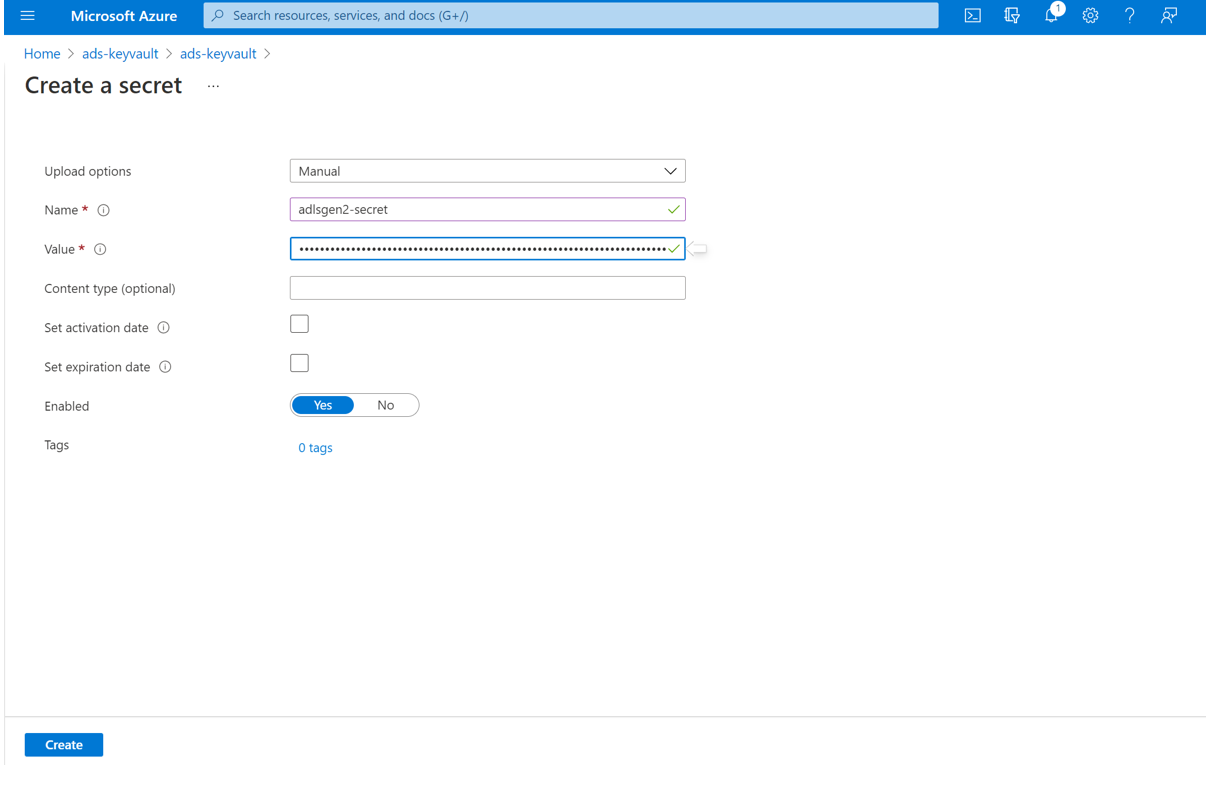 Microsoft Azure
Search resources, services, and docs (G+/)
1
Home > ads-keyvault > ads-keyvault >
Create a secret ...
Upload options
Manual
Name *
adlsgen2-secret
Value *
Content type (optional)
Set activation date
Set expiration date
Enabled
Yes No
Tags
0 tags
Create